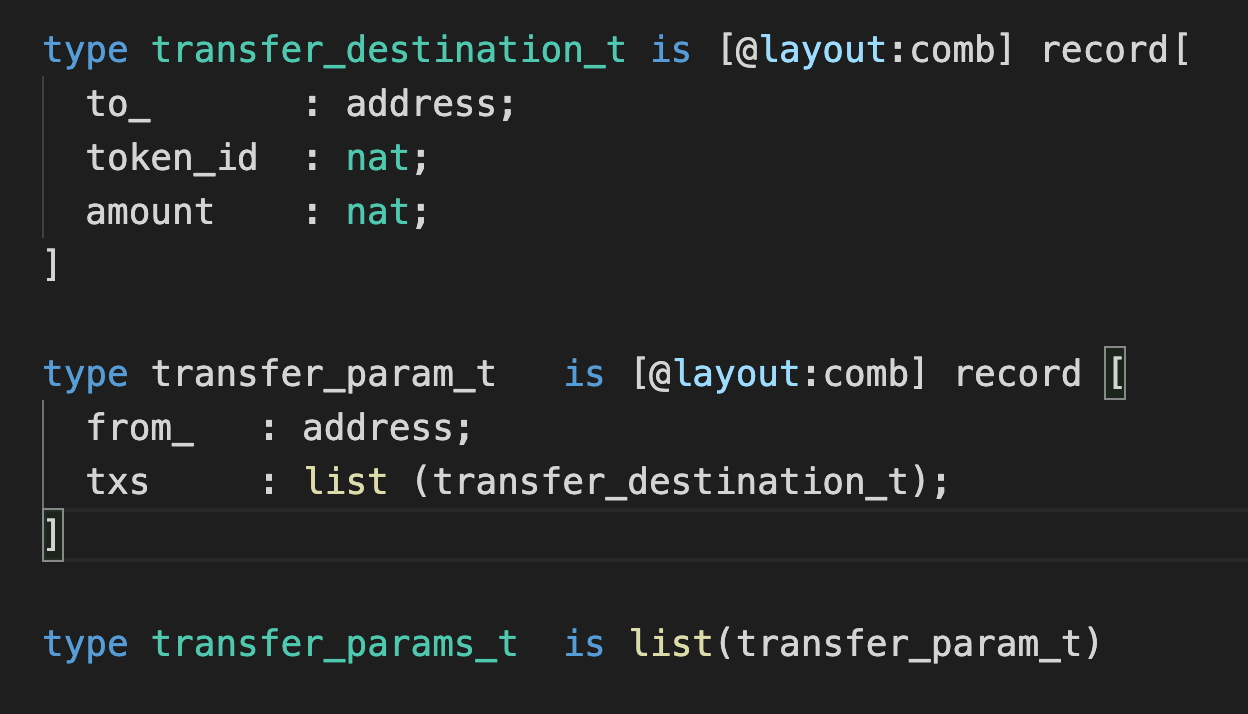 type transfer_destination_t is [@layout:comb] record[
  to_       : address;
  token_id  : nat;
  amount    : nat;
]
type transfer_param_t   is [@layout:comb] record [
  from_   : address;
  txs     : list (transfer_destination_t);
]
type transfer_params_t  is list(transfer_param_t)